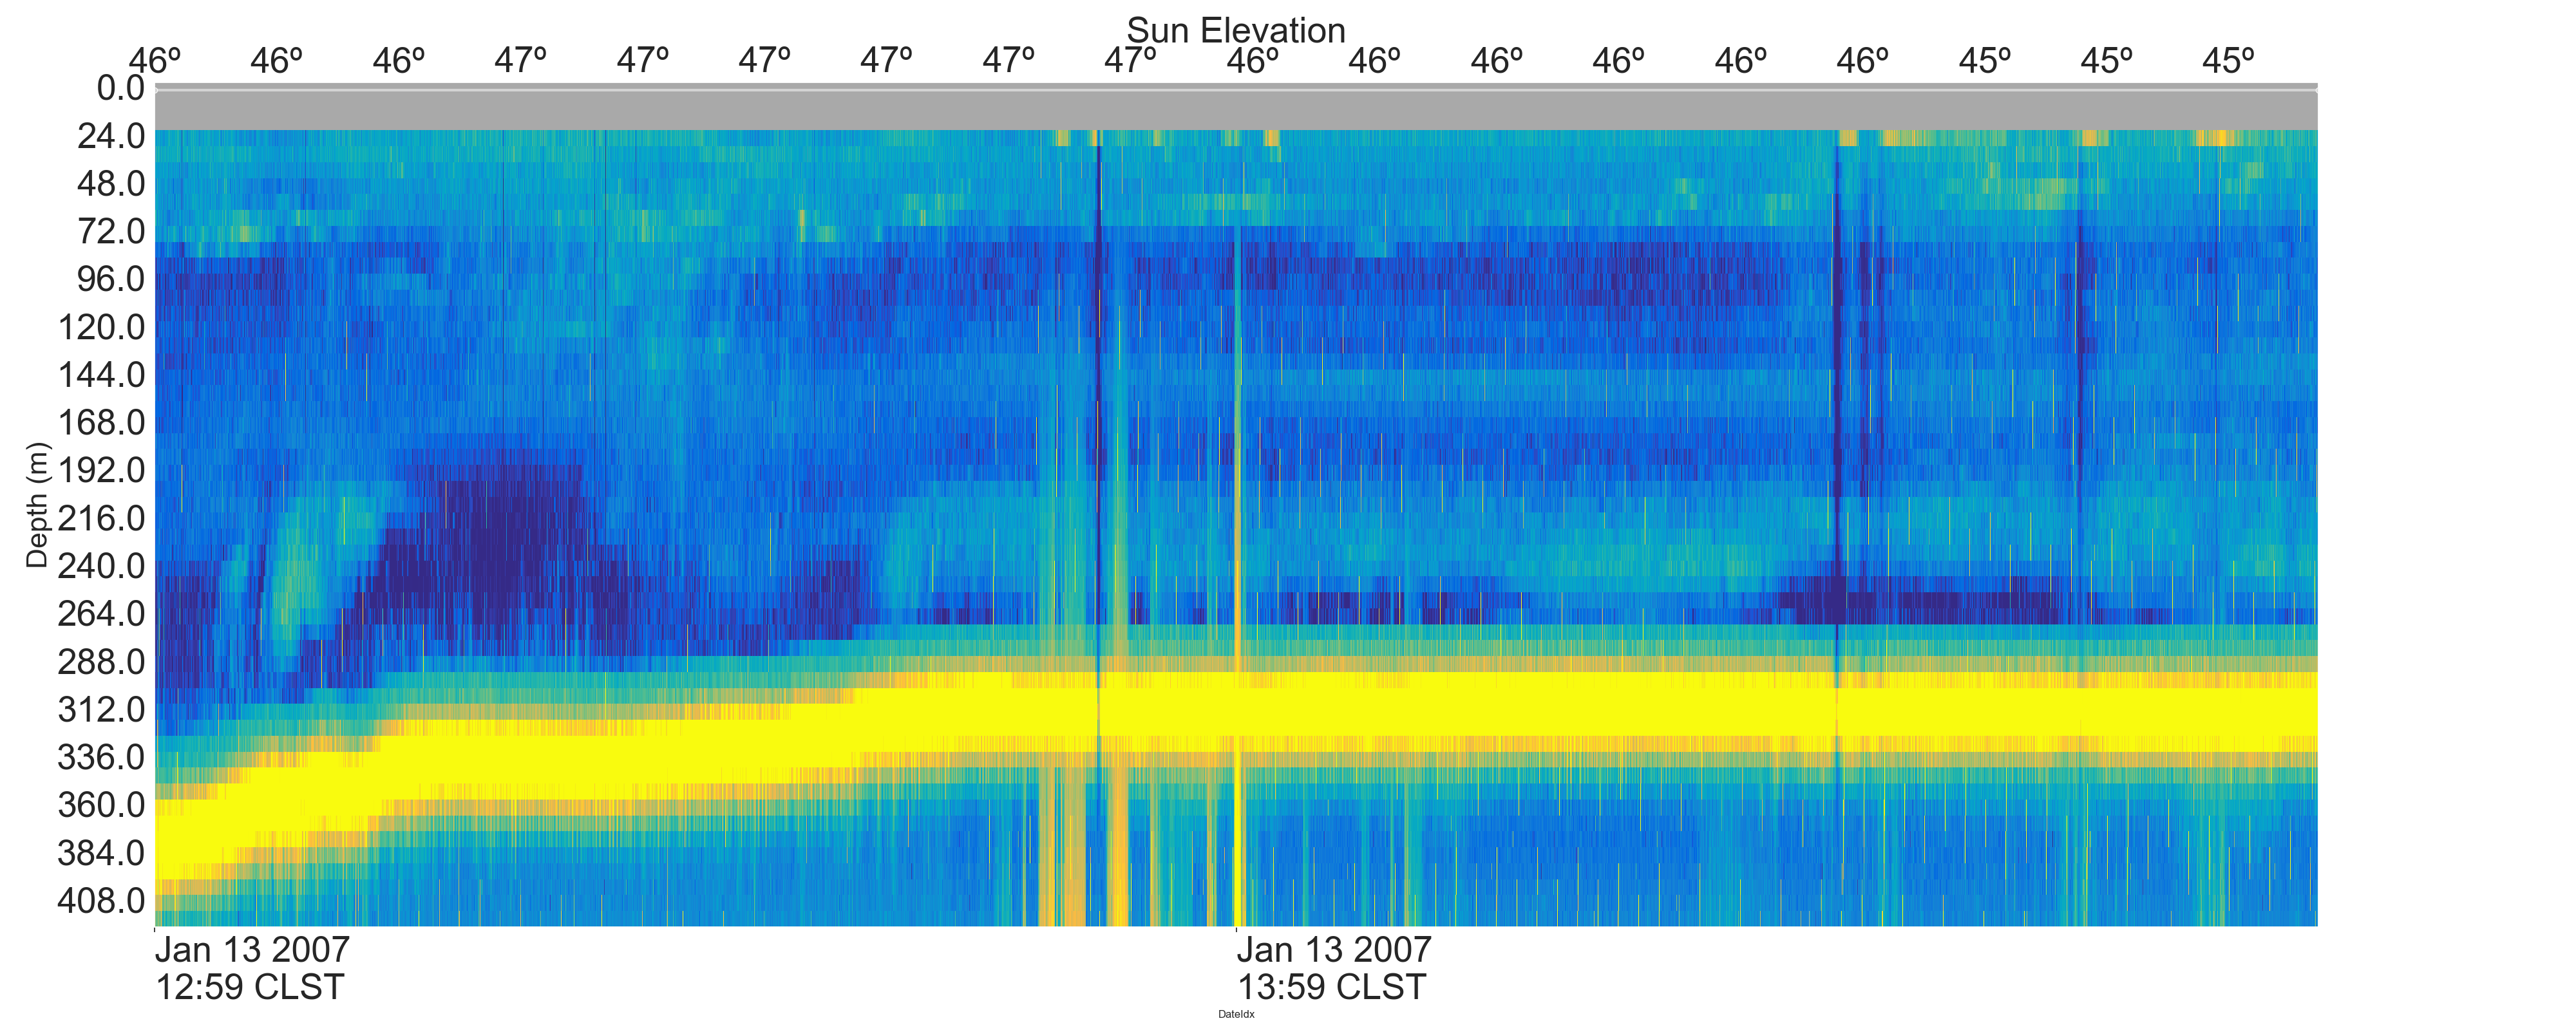 Sun Elevation
46º 46º 46º 47º 47º 47º 47º 47º 47º 46º 46º 46º 46º 46º 46º 45º 45º 45º
0.0
24.0
48.0
72.0
96.0
120.0
144.0
168.0
192.0
216.0
240.0
264.0
288.0
312.0
336.0
360.0
384.0
408.0
Depth (m)
Jan 13 2007
12:59 CLST
Jan 13 2007
13:59 CLST
DateIdx